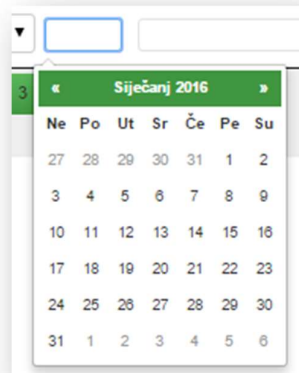 ▼
3
« Siječanj 2016 »
Ne Po Ut Sr Če Pe Su
27 28 29 30 31 1 2
3 4 5 6 7 8 9
10 11 12 13 14 15 16
17 18 19 20 21 22 23
24 25 26 27 28 29 30
31 1 2 3 4 5 6